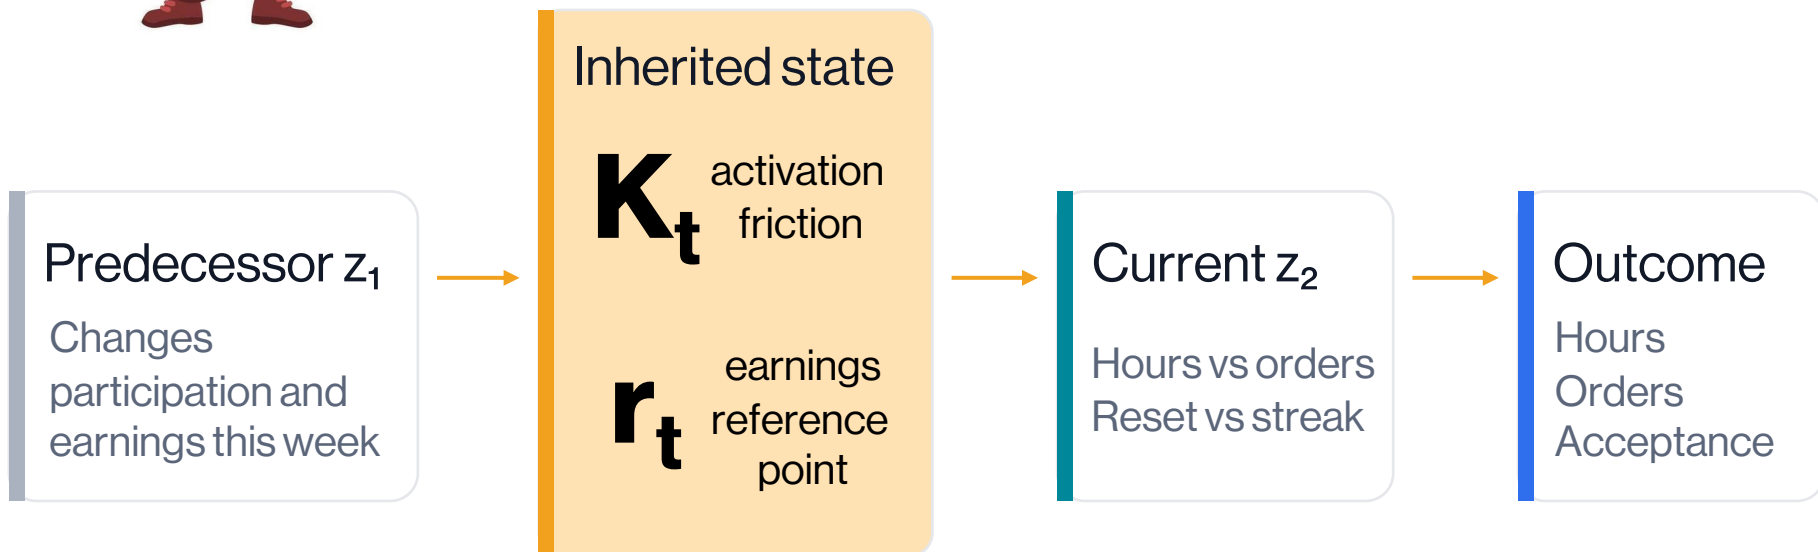 Predecessor z₁
Changes
participation and
earnings this week
Inherited state
Kₜ
activation
friction
rₜ
earnings
reference
point
Current z₂
Hours vs orders
Reset vs streak
Outcome
Hours
Orders
Acceptance